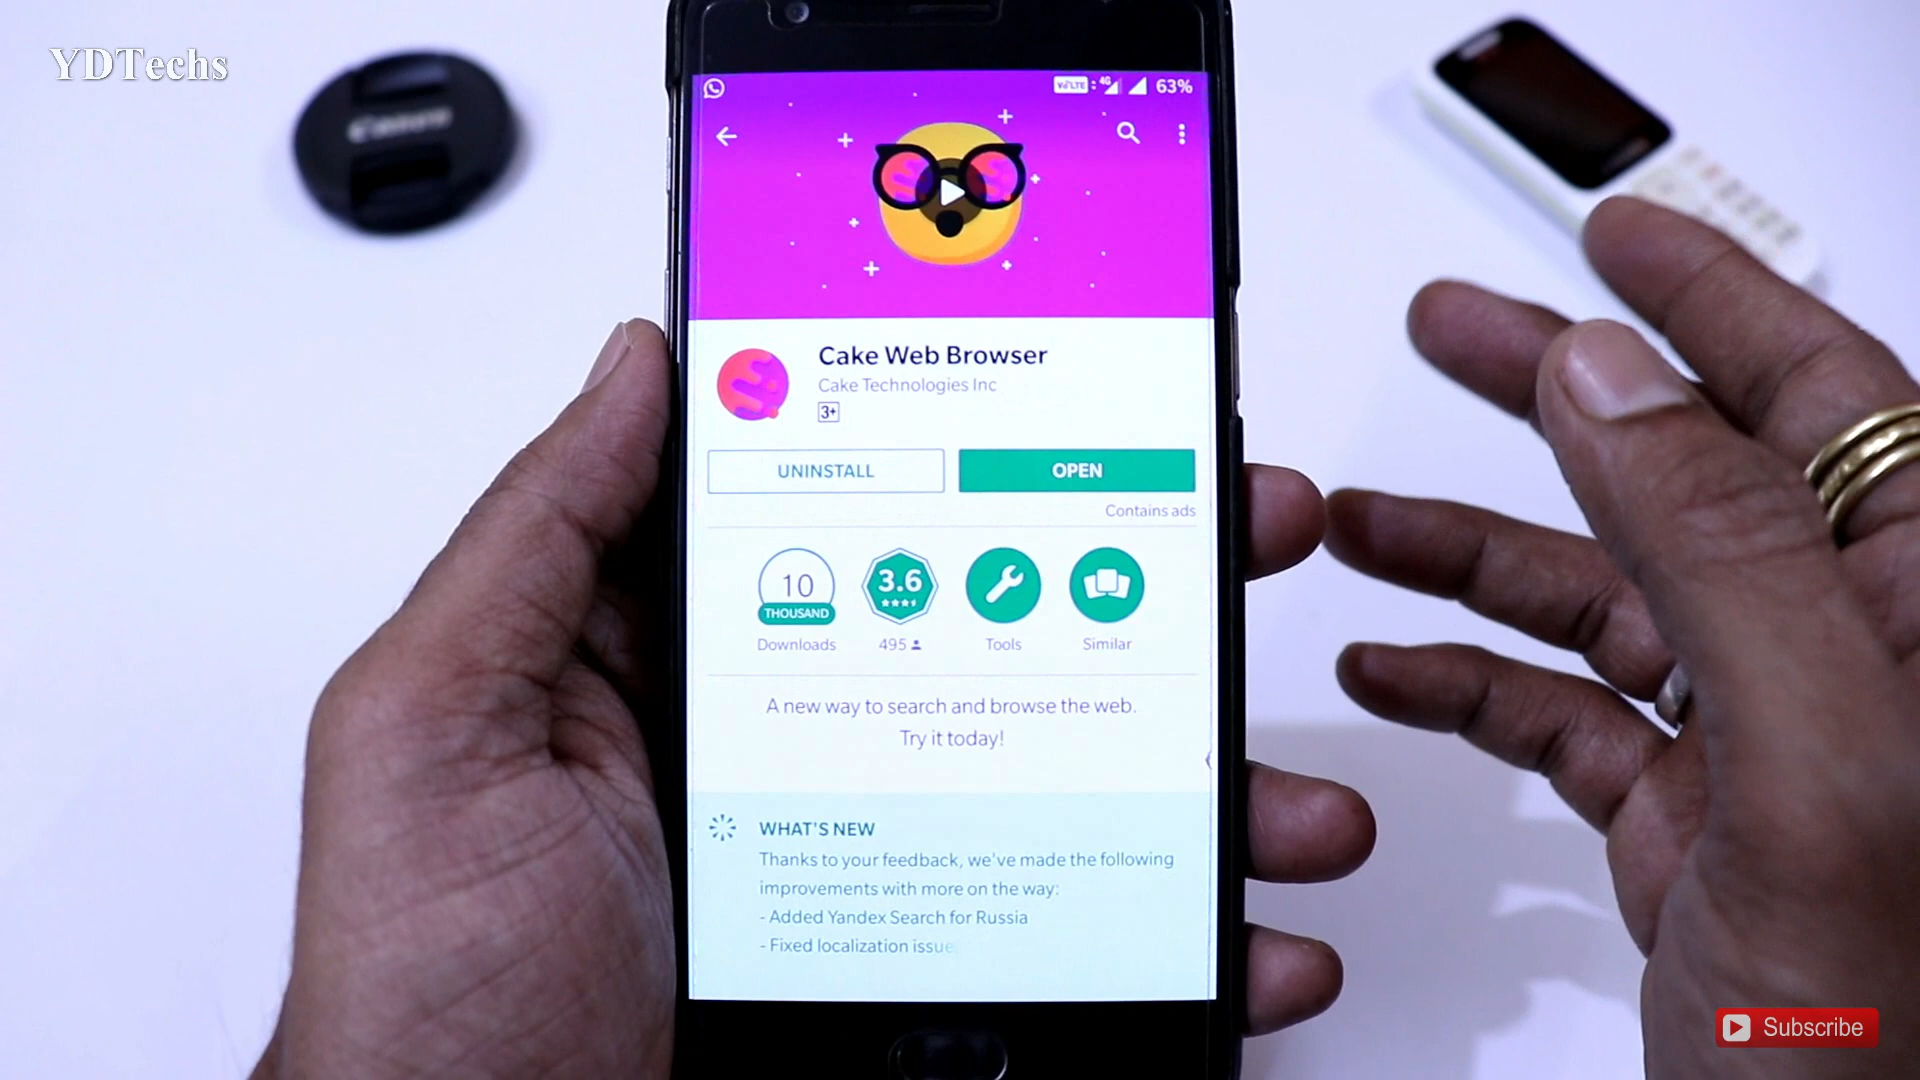 YDTechs
Canon
VoLTE 4G 63%
Cake Web Browser
Cake Technologies Inc
3+
UNINSTALL
OPEN
Contains ads
10
THOUSAND
Downloads
3.6
495
Tools
Similar
A new way to search and browse the web.
Try it today!
WHAT'S NEW
Thanks to your feedback, we've made the following
improvements with more on the way:
- Added Yandex Search for Russia
- Fixed localization issue
Subscribe